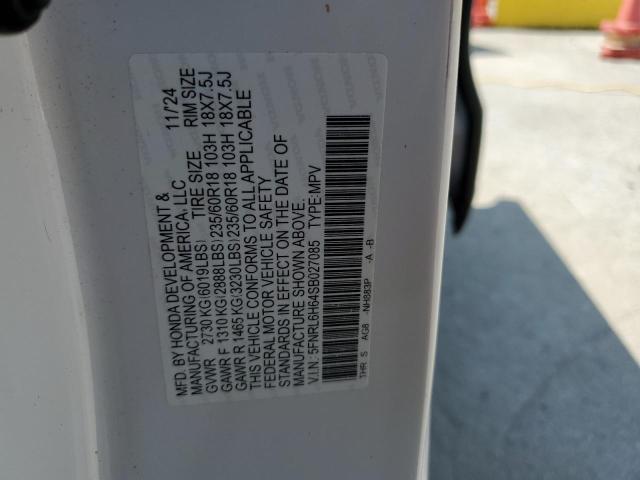 MFD. BY HONDA DEVELOPMENT &
MANUFACTURING OF AMERICA, LLC 11/'24
GVWR 2730 KG(6019LBS) TIRE SIZE RIM SIZE
GAWR F 1310 KG(2888LBS)235/60R18 103H 18X7.5J
GAWR R 1465 KG(3230LBS)235/60R18 103H 18X7.5J
THIS VEHICLE CONFORMS TO ALL APPLICABLE
FEDERAL MOTOR VEHICLE SAFETY
STANDARDS IN EFFECT ON THE DATE OF
MANUFACTURE SHOWN ABOVE.
V.I.N.: 5FNRL6H64SB027085 TYPE:MPV
THR S AG8 -NH883P -A -B